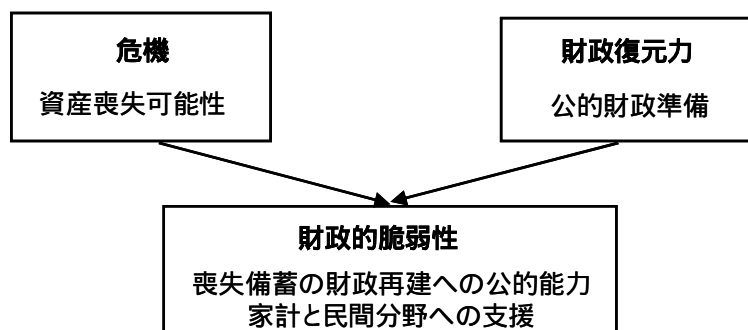 危機
資産喪失可能性
財政復元力
公的財政準備
財政的脆弱性
喪失備蓄の財政再建への公的能力
家計と民間分野への支援